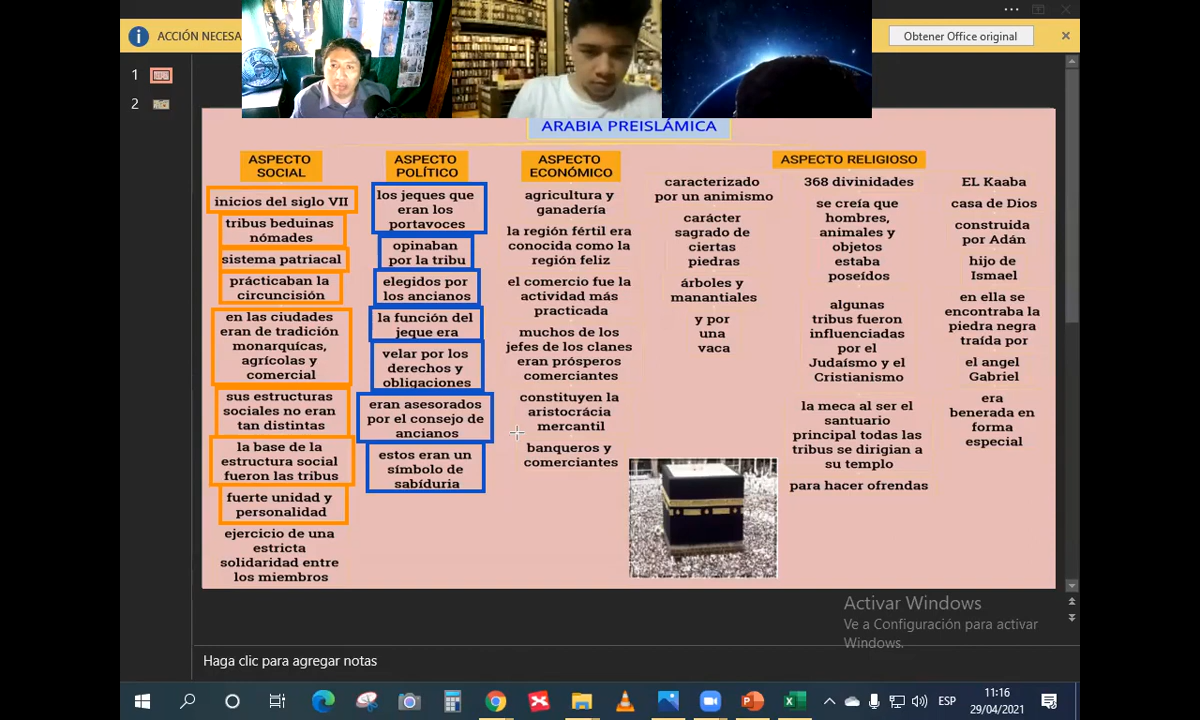 ACCIÓN NECESA
Obtener Office original
1
2
ARABIA PREISLÁMICA
ASPECTO
SOCIAL
inicios del siglo VII
tribus beduinas
nómades
sistema patriacal
prácticaban la
circuncisión
en las ciudades
eran de tradición
monarquícas,
agrícolas y
comercial
sus estructuras
sociales no eran
tan distintas
la base de la
estructura social
fueron las tribus
fuerte unidad y
personalidad
ejercicio de una
estricta
solidaridad entre
los miembros
ASPECTO
POLÍTICO
los jeques que
eran los
portavoces
opinaban
por la tribu
elegidos por
los ancianos
la función del
jeque era
velar por los
derechos y
obligaciones
eran asesorados
por el consejo de
ancianos
estos eran un
símbolo de
sabíduria
ASPECTO
ECONÓMICO
agricultura y
ganadería
la región fértil era
conocida como la
región feliz
el comercio fue la
actividad más
practicada
muchos de los
jefes de los clanes
eran prósperos
comerciantes
constituyen la
aristocrácia
mercantil
banqueros y
comerciantes
ASPECTO RELIGIOSO
caracterizado
por un animismo
carácter
sagrado de
ciertas
piedras
árboles y
manantiales
y por
una
vaca
368 divinidades
se creía que
hombres,
animales y
objetos
estaba
poseídos
algunas
tribus fueron
influenciadas
por el
Judaísmo y el
Cristianismo
la meca al ser el
santuario
principal todas las
tribus se dirigian a
su templo
para hacer ofrendas
EL Kaaba
casa de Dios
construida
por Adán
hijo de
Ismael
en ella se
encontraba la
piedra negra
traída por
el angel
Gabriel
era
benerada en
forma
especial
Activar Windows
Ve a Configuración para activar
Windows.
Haga clic para agregar notas
ESP
11:16
29/04/2021